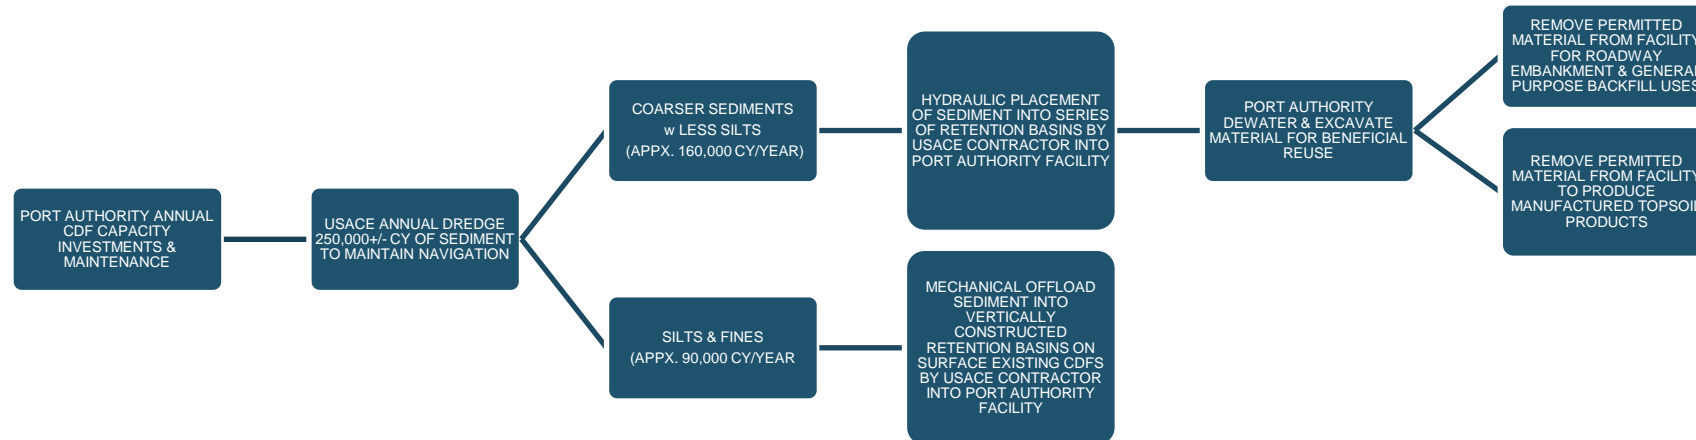 PORT AUTHORITY ANNUAL
CDF CAPACITY
INVESTMENTS &
MAINTENANCE
USACE ANNUAL DREDGE
250,000+/- CY OF SEDIMENT
TO MAINTAIN NAVIGATION
COARSER SEDIMENTS
w LESS SILTS
(APPX. 160,000 CY/YEAR)
SILTS & FINES
(APPX. 90,000 CY/YEAR
HYDRAULIC PLACEMENT
OF SEDIMENT INTO SERIES
OF RETENTION BASINS BY
USACE CONTRACTOR INTO
PORT AUTHORITY FACILITY
MECHANICAL OFFLOAD
SEDIMENT INTO
VERTICALLY
CONSTRUCTED
RETENTION BASINS ON
SURFACE EXISTING CDFS
BY USACE CONTRACTOR
INTO PORT AUTHORITY
FACILITY
PORT AUTHORITY
DEWATER & EXCAVATE
MATERIAL FOR BENEFICIAL
REUSE
REMOVE PERMITTED
MATERIAL FROM FACILITY
FOR ROADWAY
EMBANKMENT & GENERAL
PURPOSE BACKFILL USES
REMOVE PERMITTED
MATERIAL FROM FACILITY
TO PRODUCE
MANUFACTURED TOPSOIL
PRODUCTS